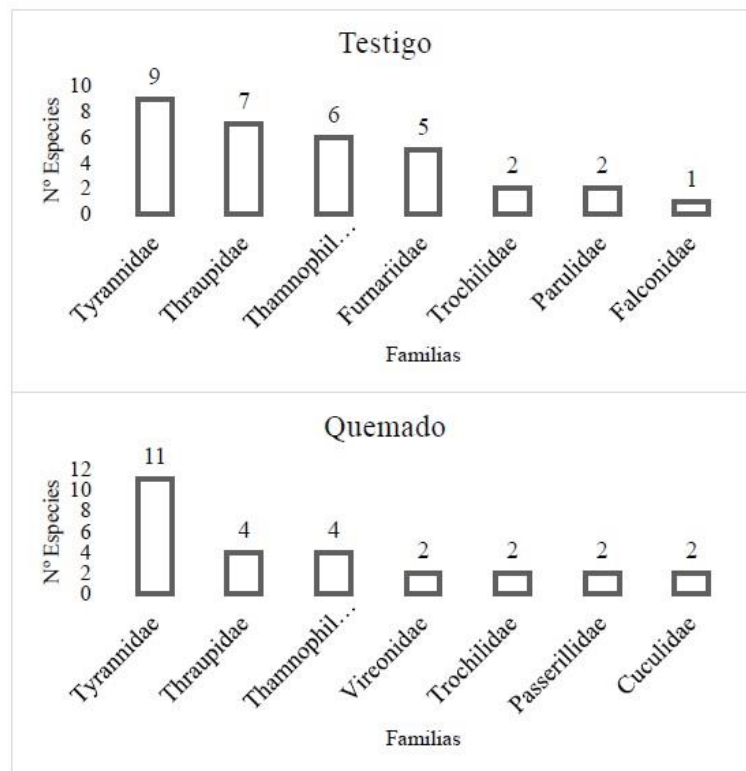 Testigo
Nº Especies
10
8
6
4
2
0
9
7
6
5
2
2
1
Tyrannidae
Thraupidae
Thamnophil…
Furnariidae
Trochilidae
Parulidae
Falconidae
Familias
Quemado
Nº Especies
12
10
8
6
4
2
0
11
4
4
2
2
2
2
Tyrannidae
Thraupidae
Thamnophil…
Virconidae
Trochilidae
Passerillidae
Cuculidae
Familias